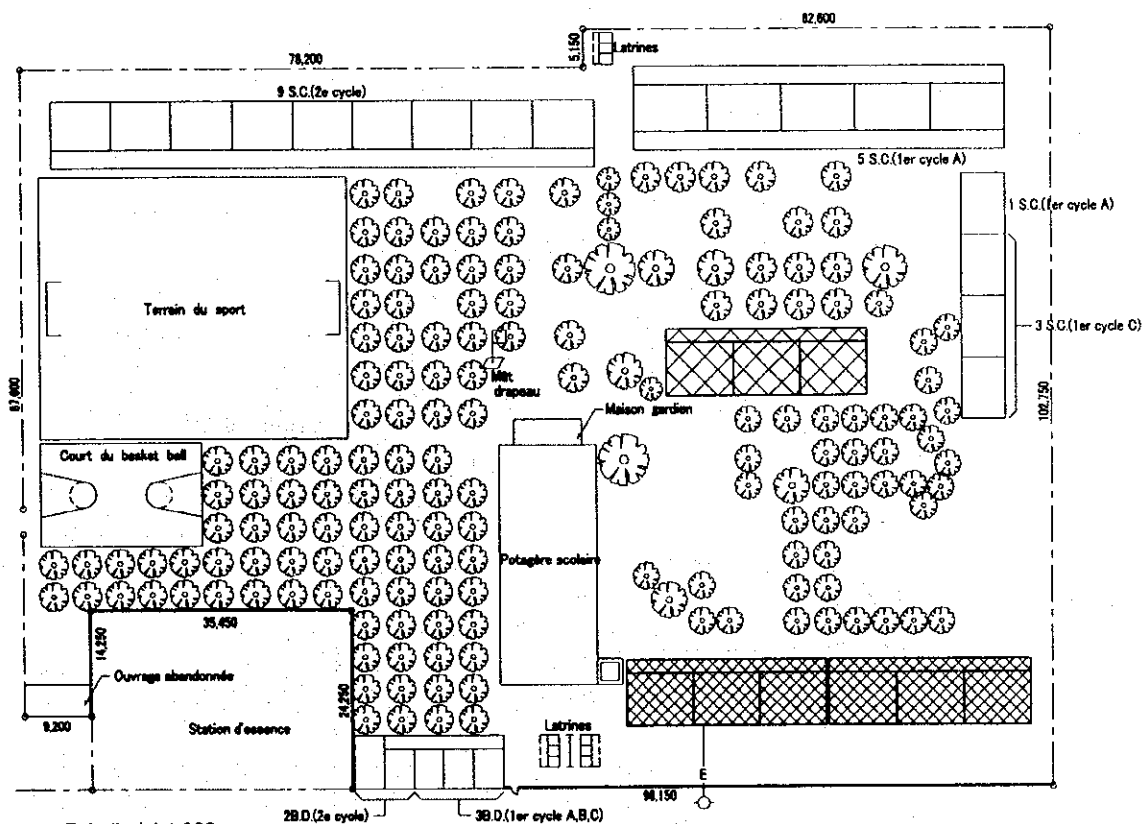 82,600
5,150
Latrines
78,200
9 S.C.(2e cycle)
5 S.C.(1er cycle A)
1 S.C.(1er cycle A)
Terrain du sport
3 S.C.(1er cycle C)
Mât
drapeau
87,600
102,750
Maison gardien
Court du basket ball
Potagère scolaire
35,450
14,250
Ouvrage abandonnée
9,200
24,250
Station d'essence
Latrines
E
96,150
2B.D.(2e cycle)
3B.D.(1er cycle A,B,C)